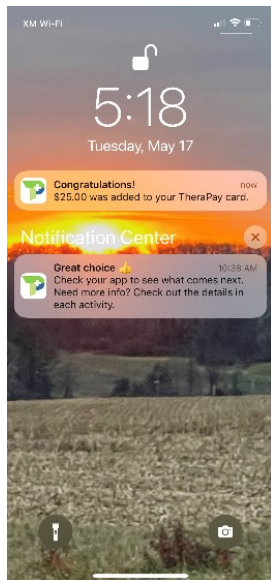 XM Wi-Fi
5:18
Tuesday, May 17
Congratulations! now
$25.00 was added to your TheraPay card.
Notification Center
Great choice 👍 10:38 AM
Check your app to see what comes next.
Need more info? Check out the details in
each activity.